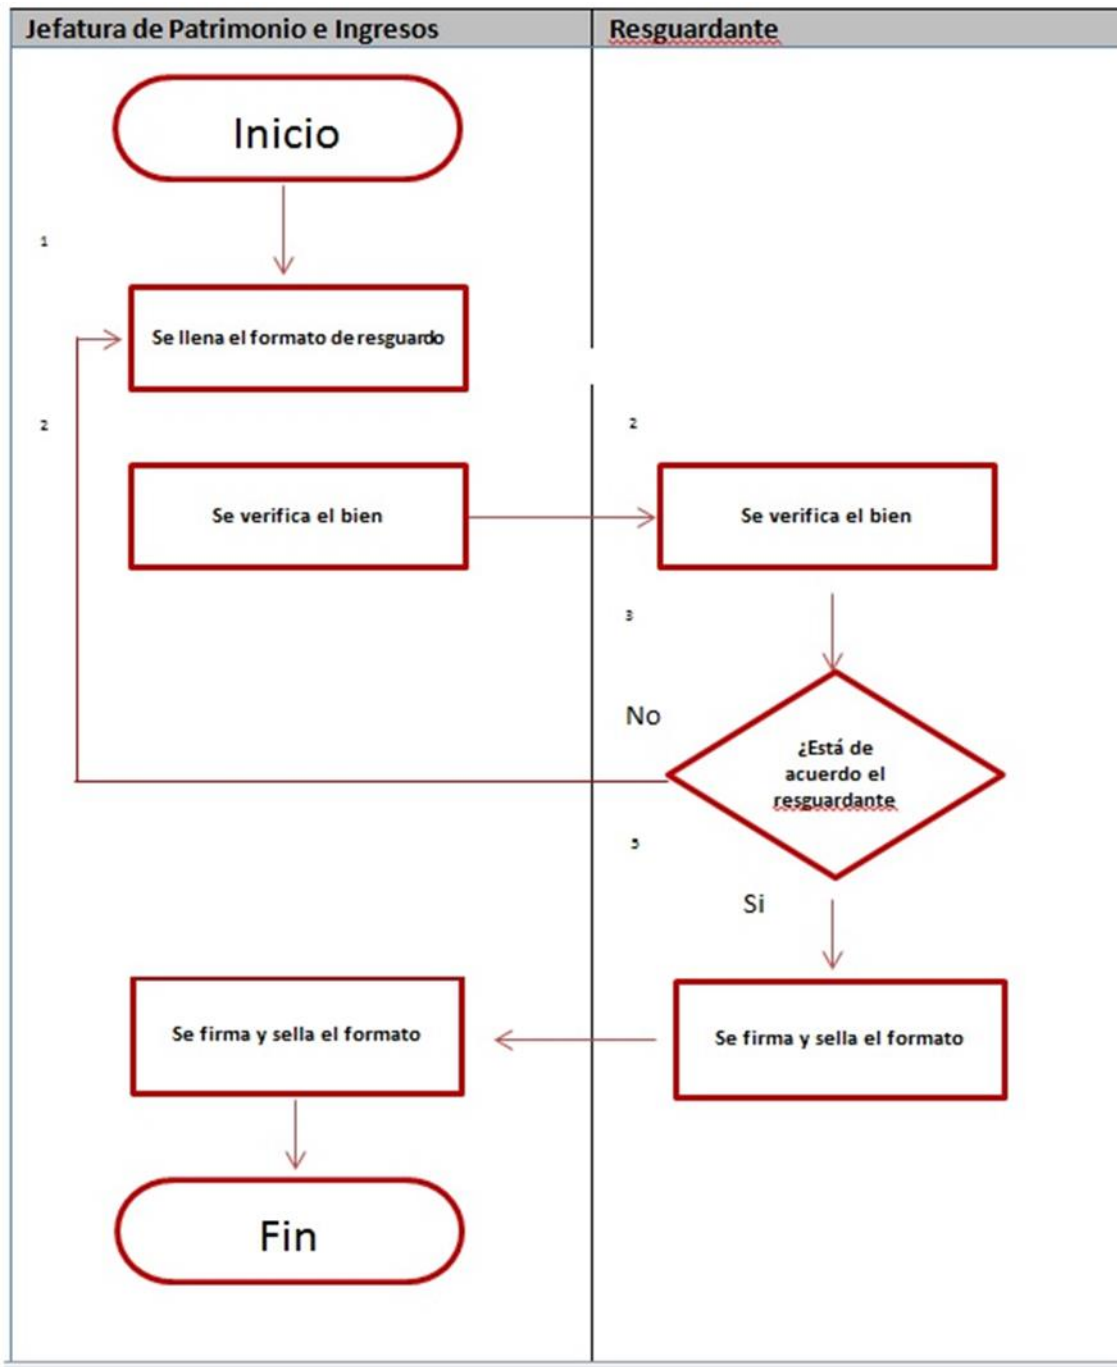 Jefatura de Patrimonio e Ingresos
Resguardante
Inicio
1
Se llena el formato de resguardo
2
2
Se verifica el bien
Se verifica el bien
3
No
¿Está de
acuerdo el
resguardante
Si
Se firma y sella el formato
Se firma y sella el formato
Fin